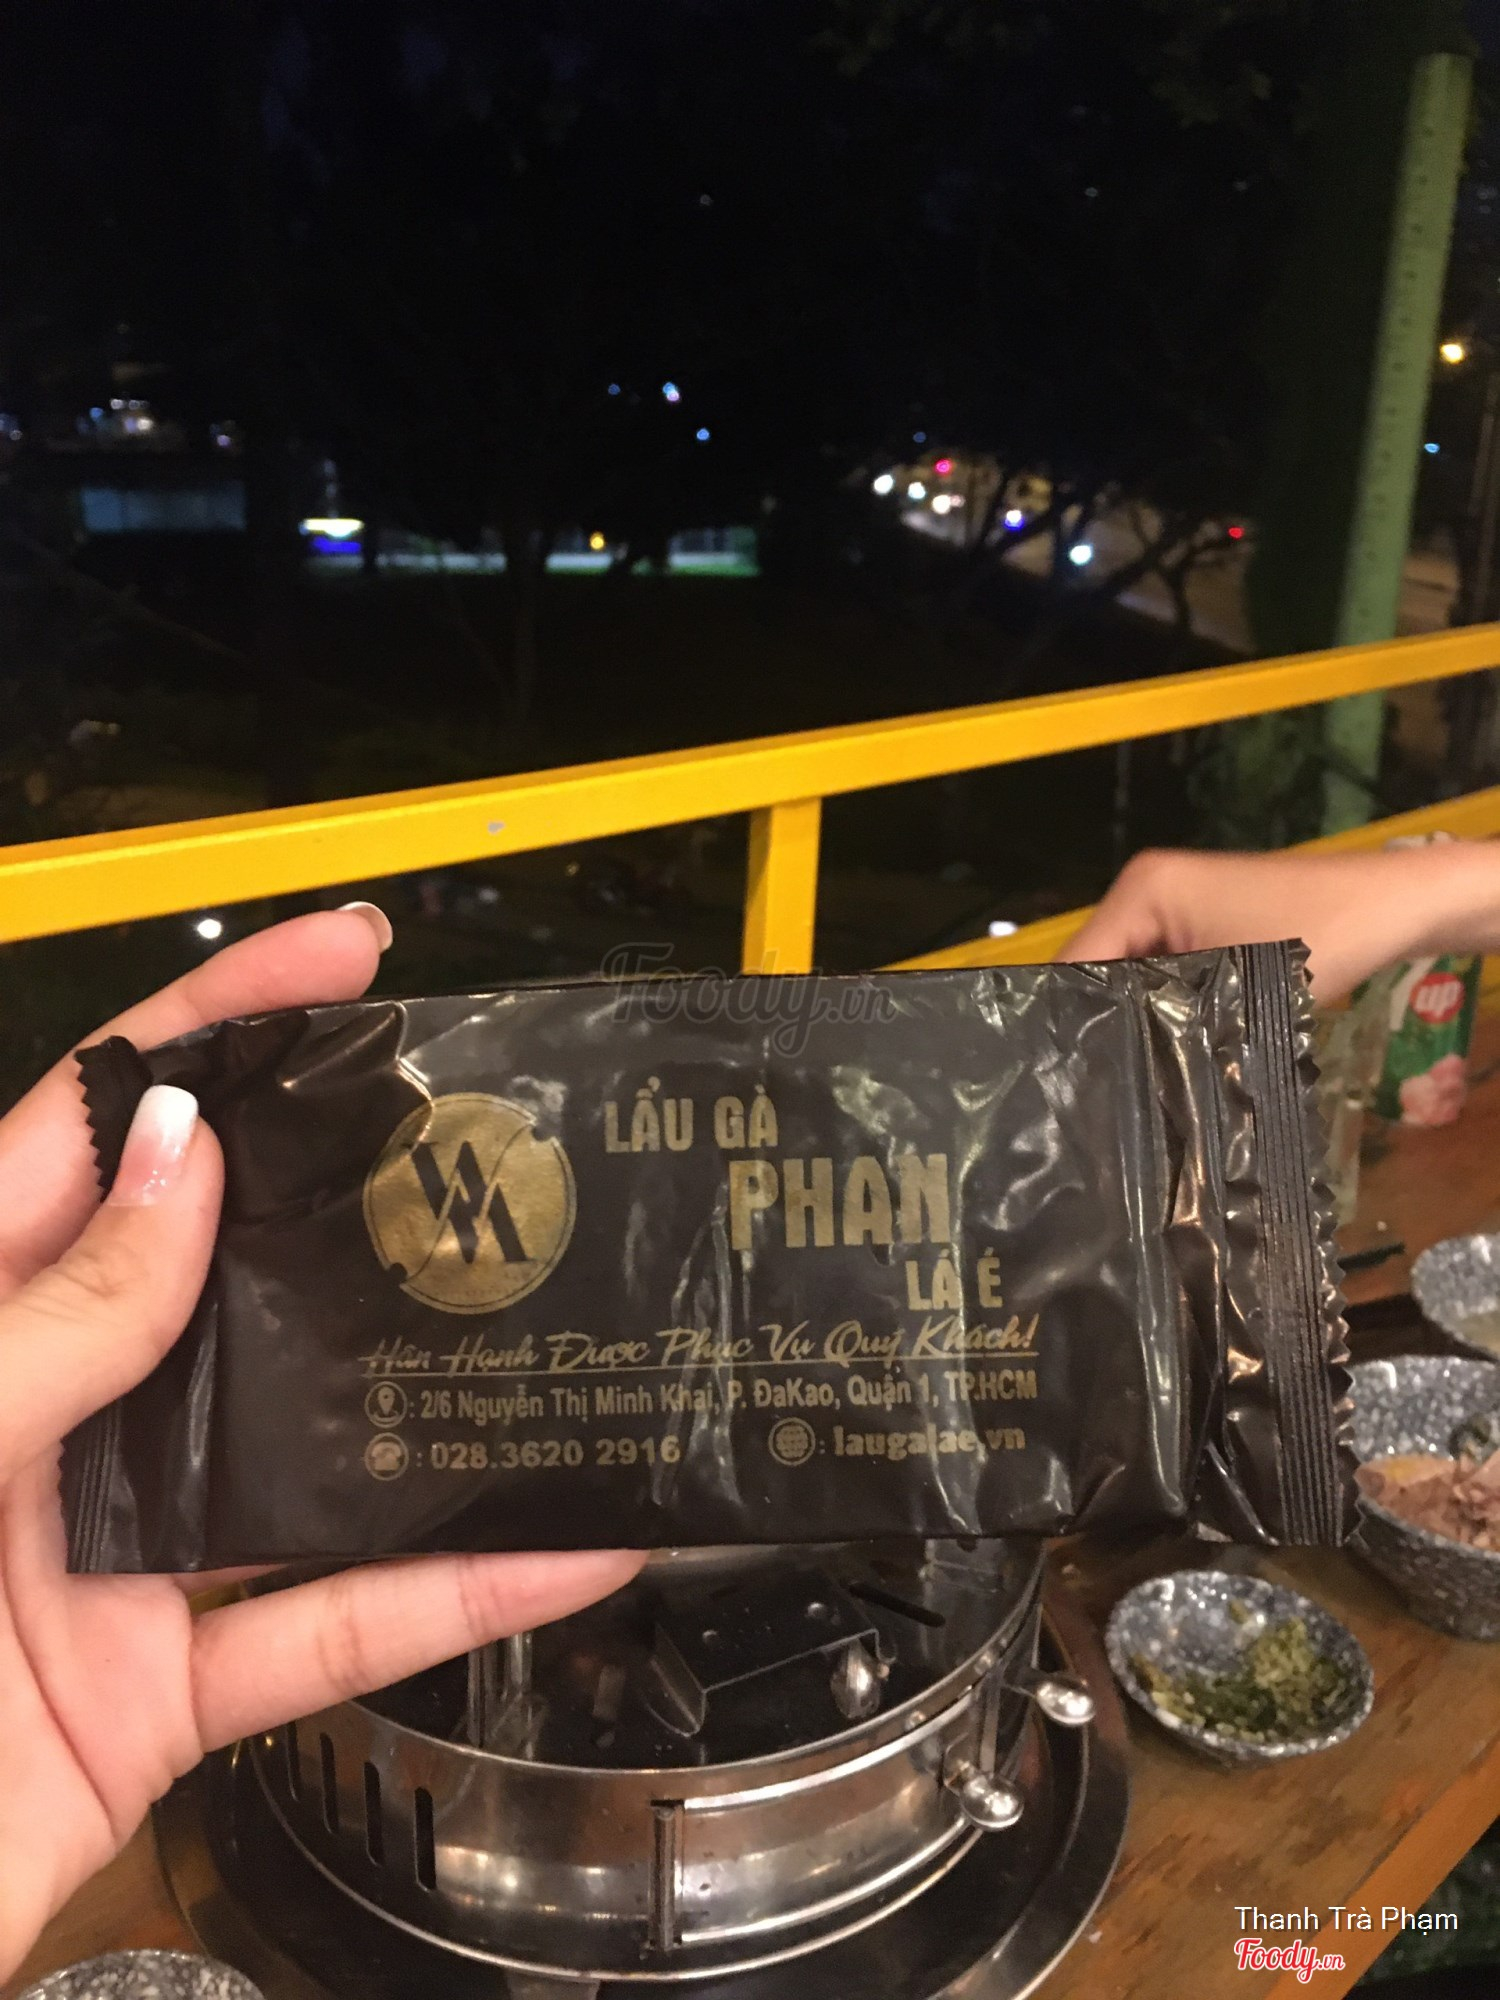 Foody.vn
LẨU GÀ
PHAN
LÁ É
Hân Hạnh Được Phục Vụ Quý Khách!
: 2/6 Nguyễn Thị Minh Khai, P. ĐaKao, Quận 1, TP.HCM
: 028.3620 2916
: laugalae.vn
7up
Thanh Trà Phạm
Foody.vn